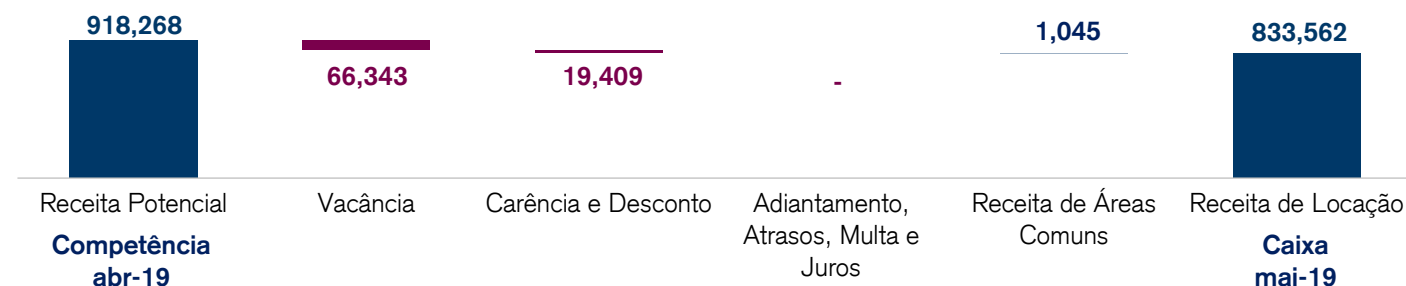 918,268
66,343
19,409
-
1,045
833,562
Receita Potencial
Competência
abr-19
Vacância
Carência e Desconto
Adiantamento,
Atrasos, Multa e
Juros
Receita de Áreas
Comuns
Receita de Locação
Caixa
mai-19